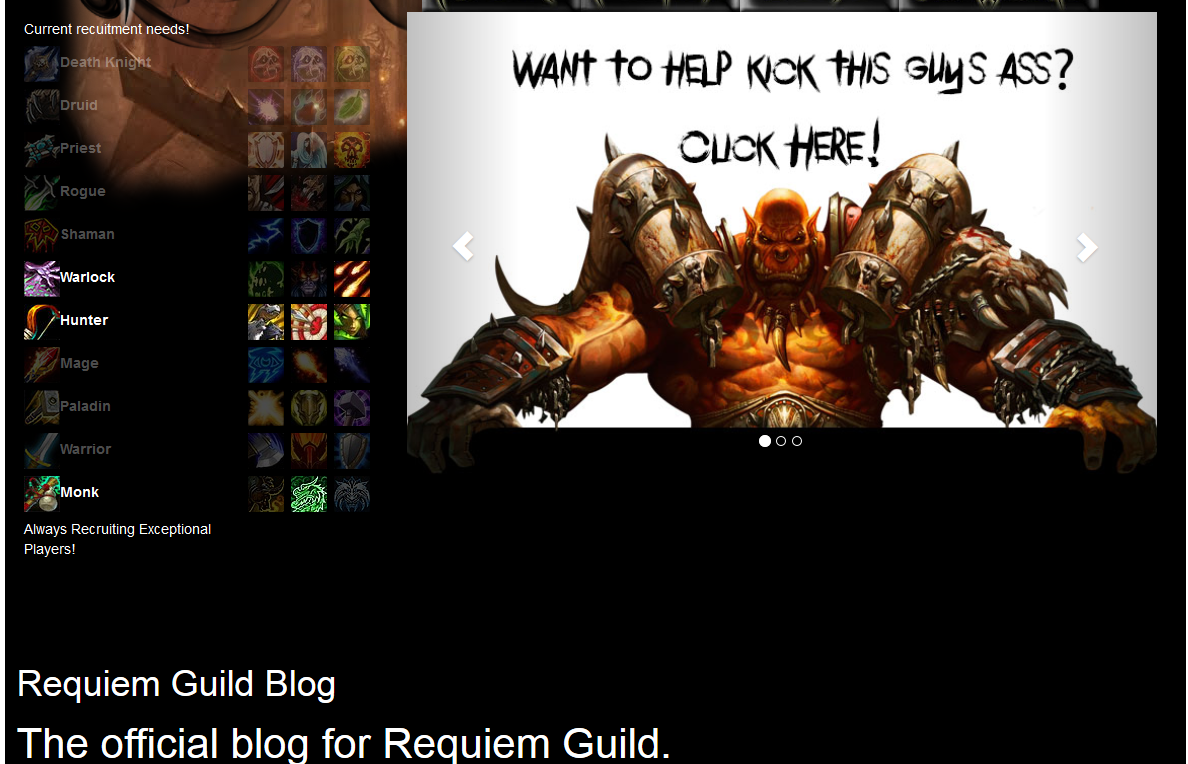 Current recuitment needs!
Death Knight
Druid
Priest
Rogue
Shaman
Warlock
Hunter
Mage
Paladin
Warrior
Monk
Always Recruiting Exceptional
Players!
WANT TO HELP KICK THIS GUYS ASS?
CLICK HERE!
Requiem Guild Blog
The official blog for Requiem Guild.